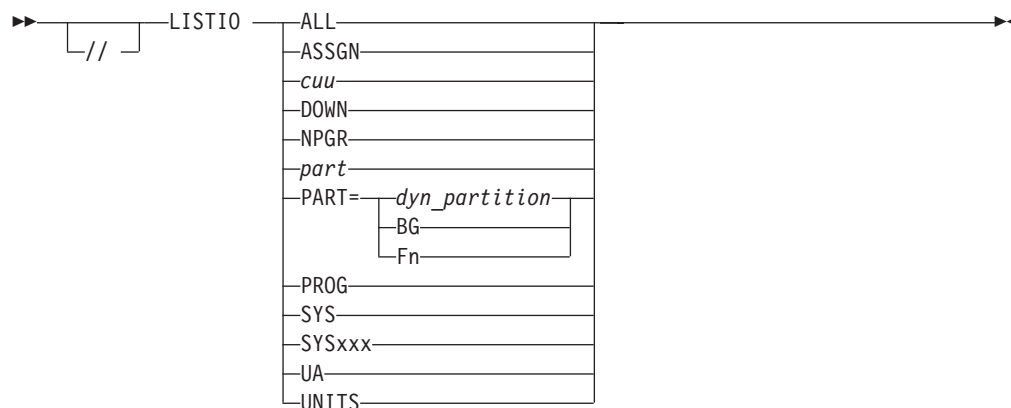 LISTIO ALL
// ASSGN
cuu
DOWN
NPGR
part
PART= dyn_partition
BG
Fn
PROG
SYS
SYSxxx
UA
UNITS